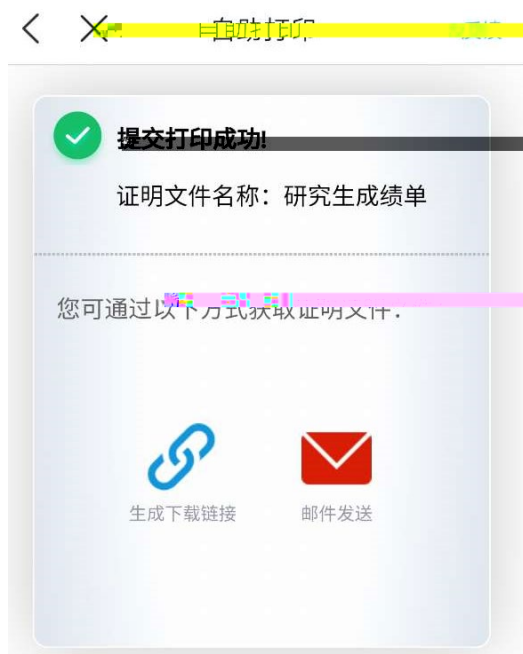 自助打印
提交打印成功!
证明文件名称：研究生成绩单
您可通过以下方式获取证明文件：
生成下载链接
邮件发送